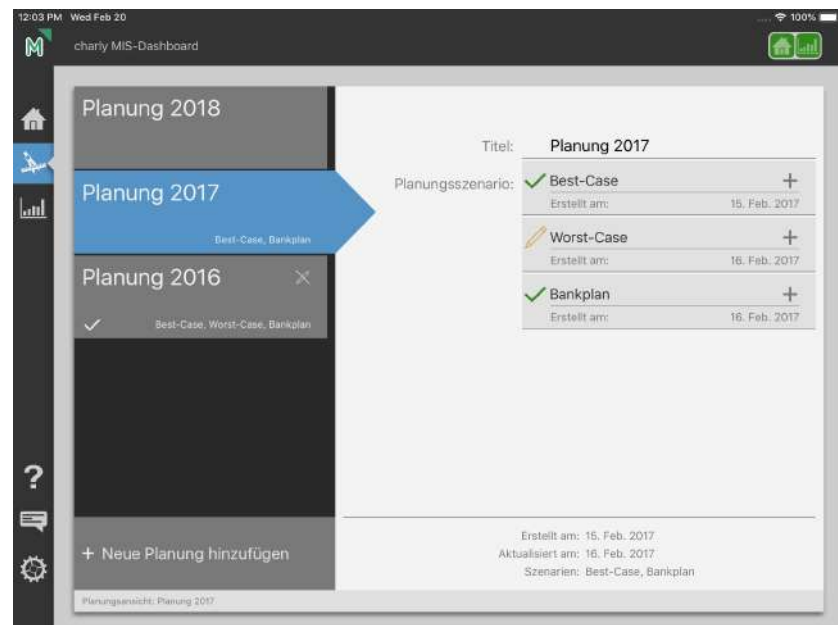 12:03 PM Wed Feb 20 100%
M charly MIS-Dashboard
Planung 2018
Planung 2017
Best-Case, Bankplan
Planung 2016
Best-Case, Worst-Case, Bankplan
+ Neue Planung hinzufügen
Planungsansicht: Planung 2017
Titel: Planung 2017
Planungsszenario: Best-Case +
Erstellt am: 15. Feb. 2017
Worst-Case +
Erstellt am: 16. Feb. 2017
Bankplan +
Erstellt am: 16. Feb. 2017
Erstellt am: 15. Feb. 2017
Aktualisiert am: 16. Feb. 2017
Szenarien: Best-Case, Bankplan
?